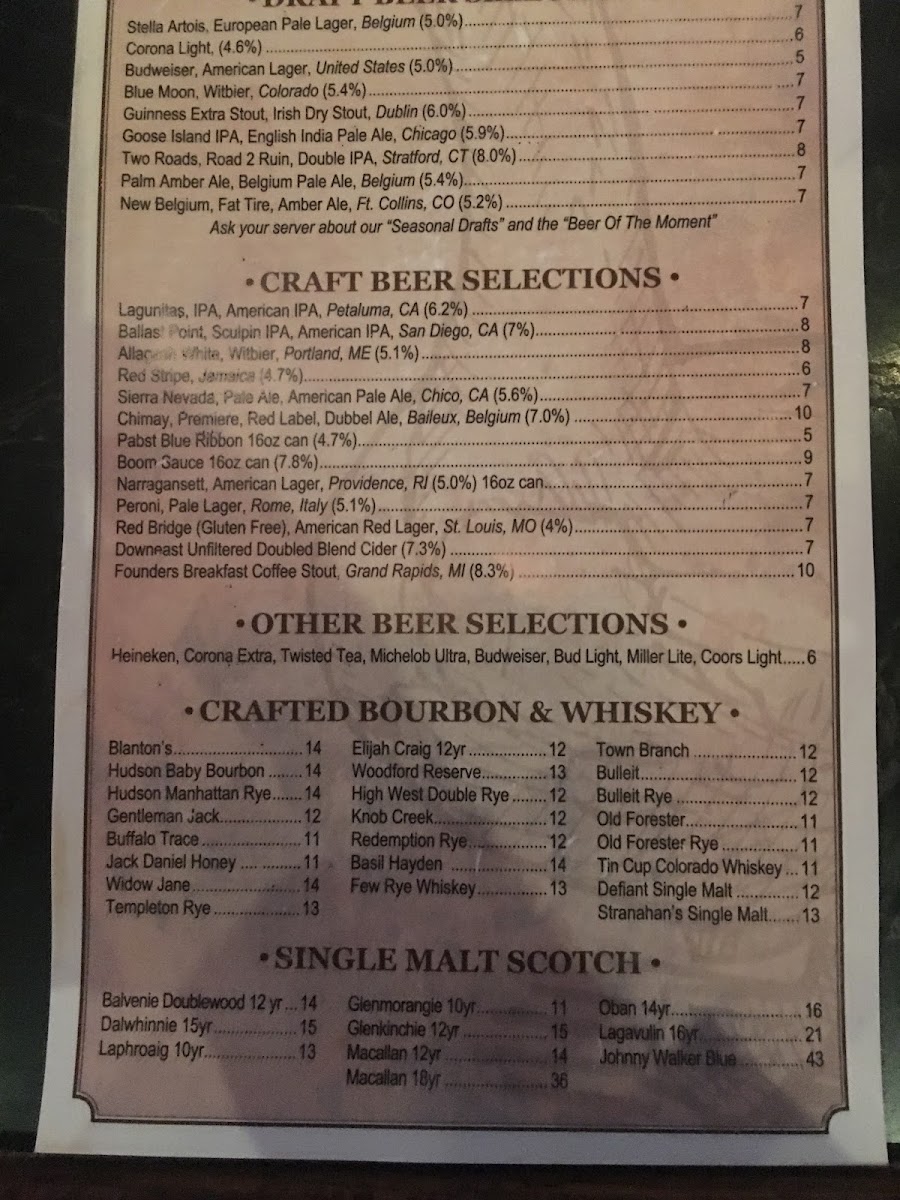 • DRAFT BEER SELECTIONS •
Stella Artois, European Pale Lager, Belgium (5.0%)....7
Corona Light, (4.6%)....6
Budweiser, American Lager, United States (5.0%)....5
Blue Moon, Witbier, Colorado (5.4%)....7
Guinness Extra Stout, Irish Dry Stout, Dublin (6.0%)....7
Goose Island IPA, English India Pale Ale, Chicago (5.9%)....7
Two Roads, Road 2 Ruin, Double IPA, Stratford, CT (8.0%)....8
Palm Amber Ale, Belgium Pale Ale, Belgium (5.4%)....7
New Belgium, Fat Tire, Amber Ale, Ft. Collins, CO (5.2%)....7
Ask your server about our “Seasonal Drafts” and the “Beer Of The Moment”
• CRAFT BEER SELECTIONS •
Lagunitas, IPA, American IPA, Petaluma, CA (6.2%)....7
Ballast Point, Sculpin IPA, American IPA, San Diego, CA (7%)....8
Allagash White, Witbier, Portland, ME (5.1%)....8
Red Stripe, Jamaica (4.7%)....6
Sierra Nevada, Pale Ale, American Pale Ale, Chico, CA (5.6%)....7
Chimay, Premiere, Red Label, Dubbel Ale, Baileux, Belgium (7.0%)....10
Pabst Blue Ribbon 16oz can (4.7%)....5
Boom Sauce 16oz can (7.8%)....9
Narragansett, American Lager, Providence, RI (5.0%) 16oz can....7
Peroni, Pale Lager, Rome, Italy (5.1%)....7
Red Bridge (Gluten Free), American Red Lager, St. Louis, MO (4%)....7
Downeast Unfiltered Doubled Blend Cider (7.3%)....7
Founders Breakfast Coffee Stout, Grand Rapids, MI (8.3%)....10
• OTHER BEER SELECTIONS •
Heineken, Corona Extra, Twisted Tea, Michelob Ultra, Budweiser, Bud Light, Miller Lite, Coors Light.....6
• CRAFTED BOURBON & WHISKEY •
Blanton's....14
Hudson Baby Bourbon....14
Hudson Manhattan Rye....14
Gentleman Jack....12
Buffalo Trace....11
Jack Daniel Honey....11
Widow Jane....14
Templeton Rye....13
Elijah Craig 12yr....12
Woodford Reserve....13
High West Double Rye....12
Knob Creek....12
Redemption Rye....12
Basil Hayden....14
Few Rye Whiskey....13
Town Branch....12
Bulleit....12
Bulleit Rye....12
Old Forester....11
Old Forester Rye....11
Tin Cup Colorado Whiskey...11
Defiant Single Malt....12
Stranahan's Single Malt....13
• SINGLE MALT SCOTCH •
Balvenie Doublewood 12 yr...14
Dalwhinnie 15yr....15
Laphroaig 10yr....13
Glenmorangie 10yr....11
Glenkinchie 12yr....15
Macallan 12yr....14
Macallan 18yr....36
Oban 14yr....16
Lagavulin 16yr....21
Johnny Walker Blue....43